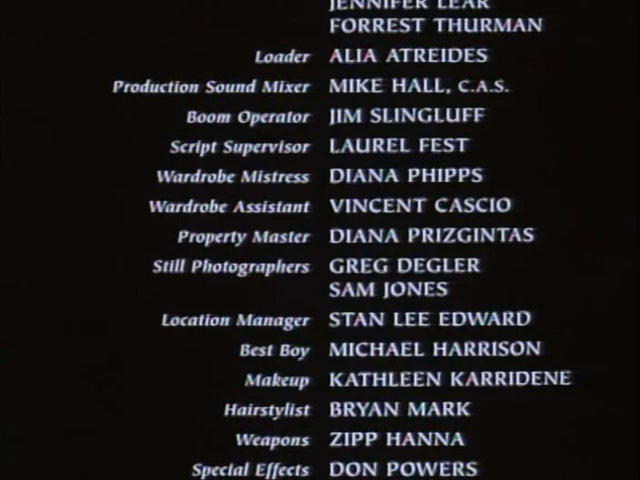 JENNIFER LEAR
FORREST THURMAN
Loader ALIA ATREIDES
Production Sound Mixer MIKE HALL, C.A.S.
Boom Operator JIM SLINGLUFF
Script Supervisor LAUREL FEST
Wardrobe Mistress DIANA PHIPPS
Wardrobe Assistant VINCENT CASCIO
Property Master DIANA PRIZGINTAS
Still Photographers GREG DEGLER
SAM JONES
Location Manager STAN LEE EDWARD
Best Boy MICHAEL HARRISON
Makeup KATHLEEN KARRIDENE
Hairstylist BRYAN MARK
Weapons ZIPP HANNA
Special Effects DON POWERS